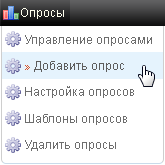 Опросы
Управление опросами
» Добавить опрос
Настройка опросов
Шаблоны опросов
Удалить опросы